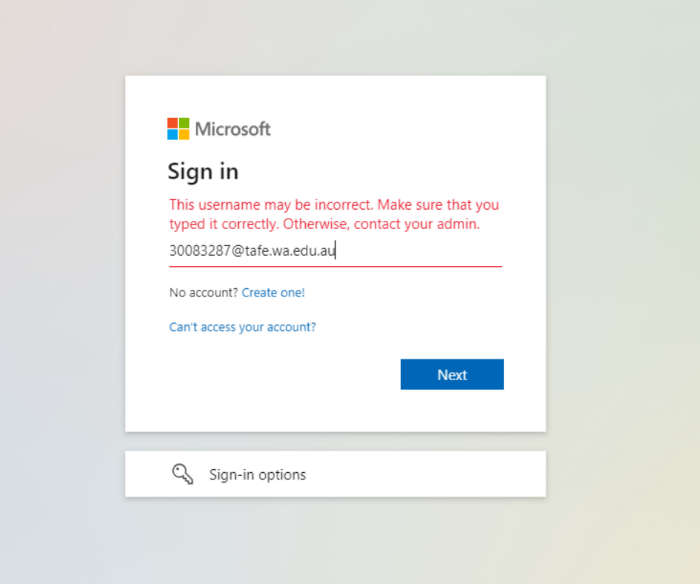 Microsoft
Sign in
This username may be incorrect. Make sure that you
typed it correctly. Otherwise, contact your admin.
30083287@tafe.wa.edu.au
No account? Create one!
Can't access your account?
Next
Sign-in options